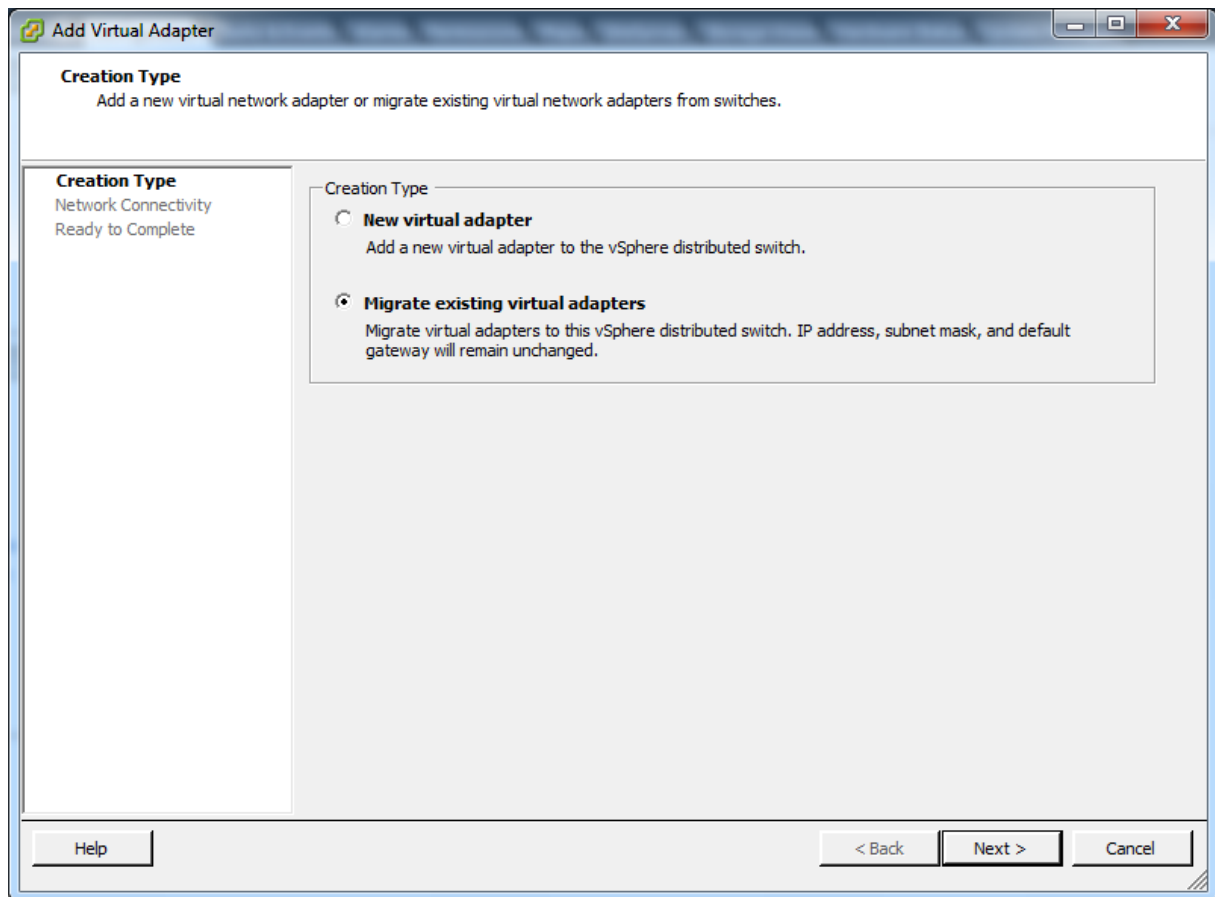 Add Virtual Adapter
Creation Type
Add a new virtual network adapter or migrate existing virtual network adapters from switches.
Creation Type
Network Connectivity
Ready to Complete
Creation Type
New virtual adapter
Add a new virtual adapter to the vSphere distributed switch.
Migrate existing virtual adapters
Migrate virtual adapters to this vSphere distributed switch. IP address, subnet mask, and default
gateway will remain unchanged.
Help
< Back
Next >
Cancel